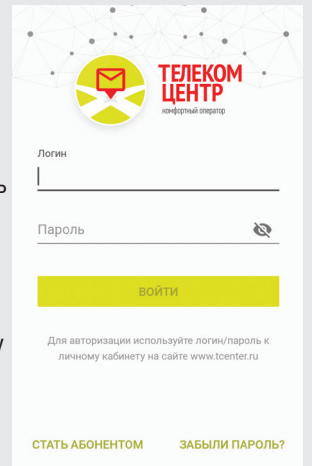 ТЕЛЕКОМ
ЦЕНТР
комфортный оператор
Логин
Пароль
ВОЙТИ
Для авторизации используйте логин/пароль к
личному кабинету на сайте www.tcenter.ru
СТАТЬ АБОНЕНТОМ ЗАБЫЛИ ПАРОЛЬ?